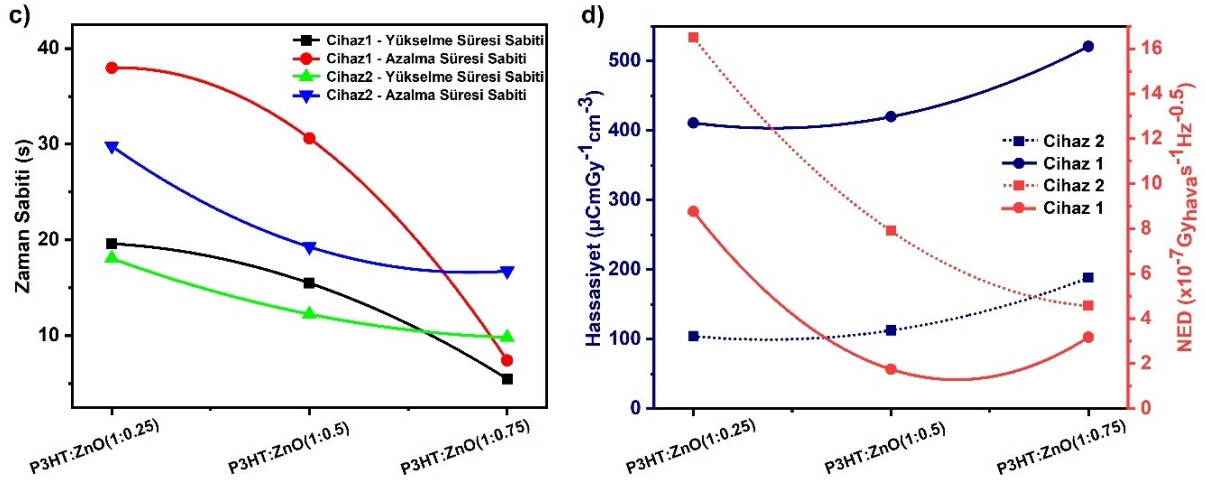 c)
Cihaz1 - Yükselme Süresi Sabiti
Cihaz1 - Azalma Süresi Sabiti
Cihaz2 - Yükselme Süresi Sabiti
Cihaz2 - Azalma Süresi Sabiti
Zaman Sabiti (s)
40
30
20
10
P3HT:ZnO(1:0.25)
P3HT:ZnO(1:0.5)
P3HT:ZnO(1:0.75)
d)
Hassasiyet (µCmGy⁻¹cm⁻³)
500
400
300
200
100
0
Cihaz 2
Cihaz 1
Cihaz 2
Cihaz 1
16
14
12
10
8
6
4
2
0
NED (x10⁻⁷Gyhavas⁻¹Hz⁻⁰·⁵)
P3HT:ZnO(1:0.25)
P3HT:ZnO(1:0.5)
P3HT:ZnO(1:0.75)